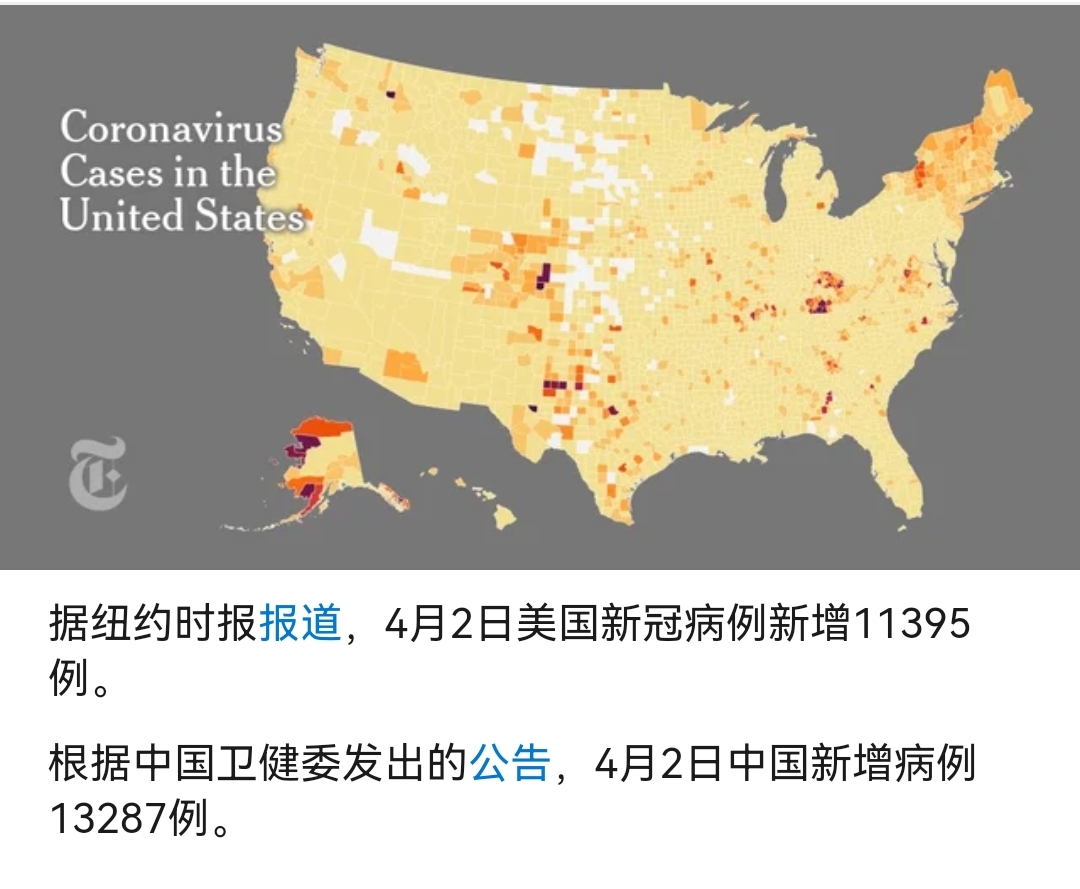 Coronavirus
Cases in the
United States
T
据纽约时报报道，4月2日美国新冠病例新增11395
例。
根据中国卫健委发出的公告，4月2日中国新增病例
13287例。